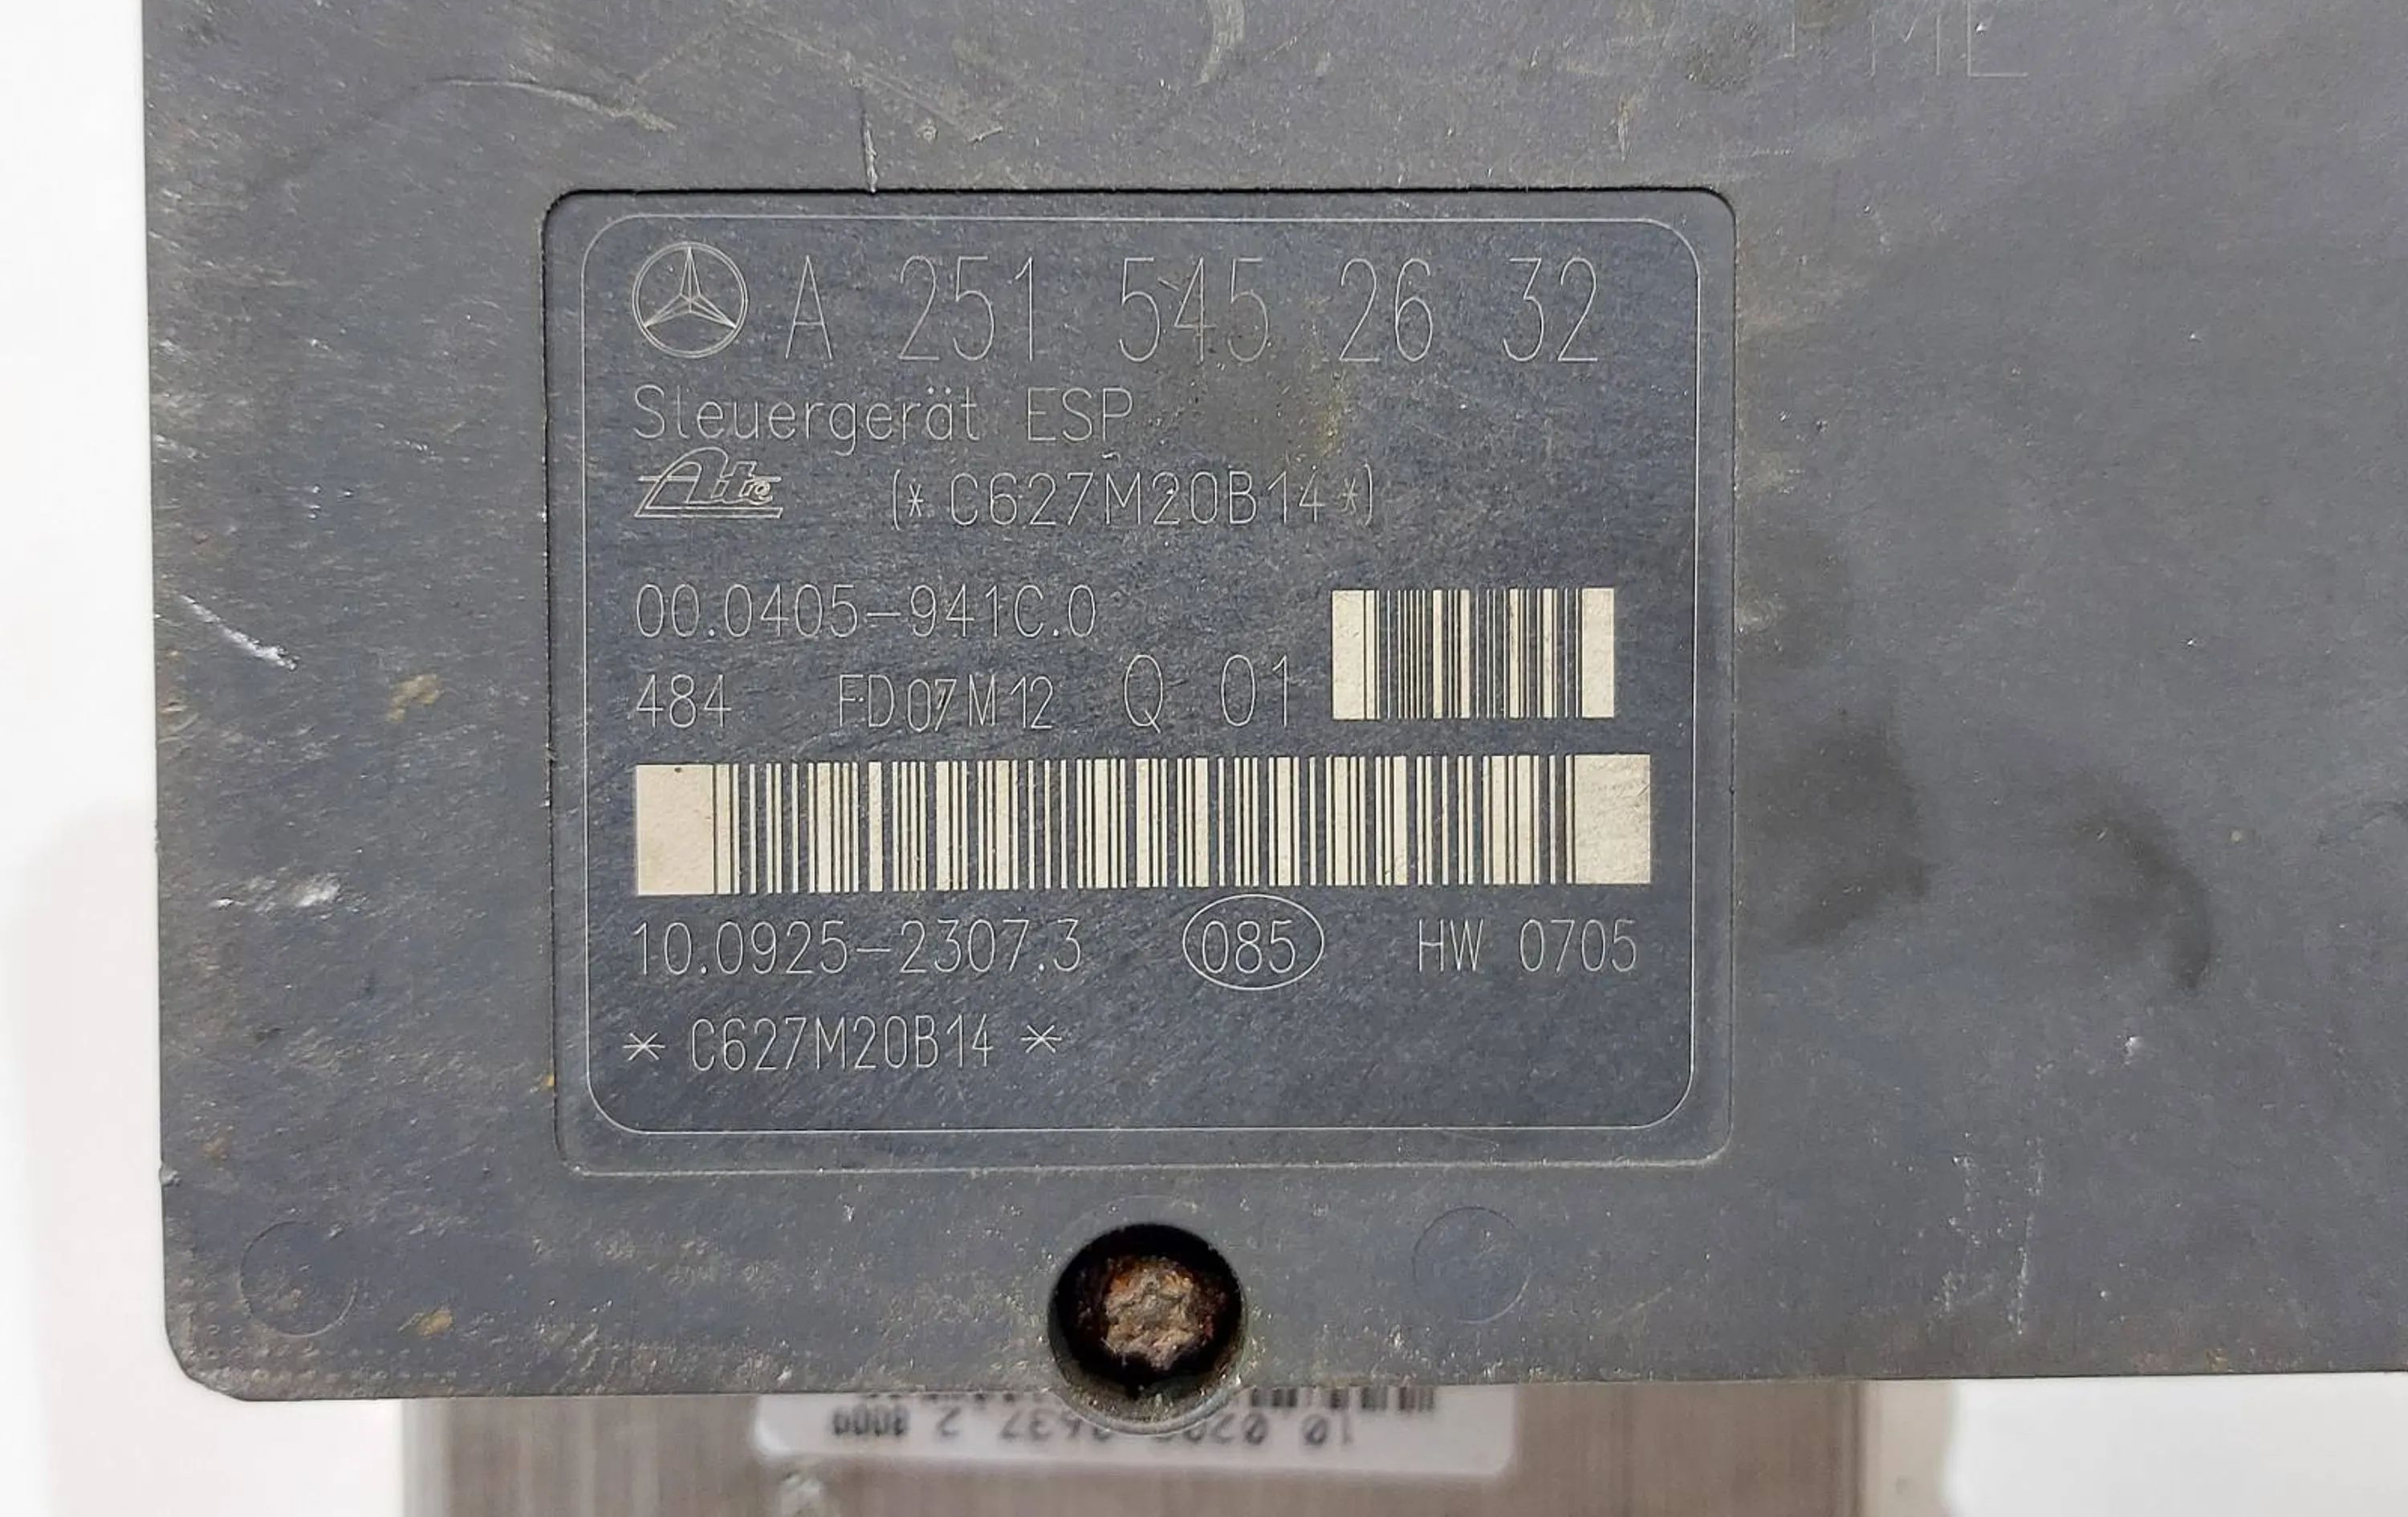 A 251 545 26 32
Steuergerät ESP
Ate (*C627M20B14*)
00.0405-941C.0
484 FD07M12 Q 01
10.0925-2307.3 085 HW 0705
* C627M20B14 *